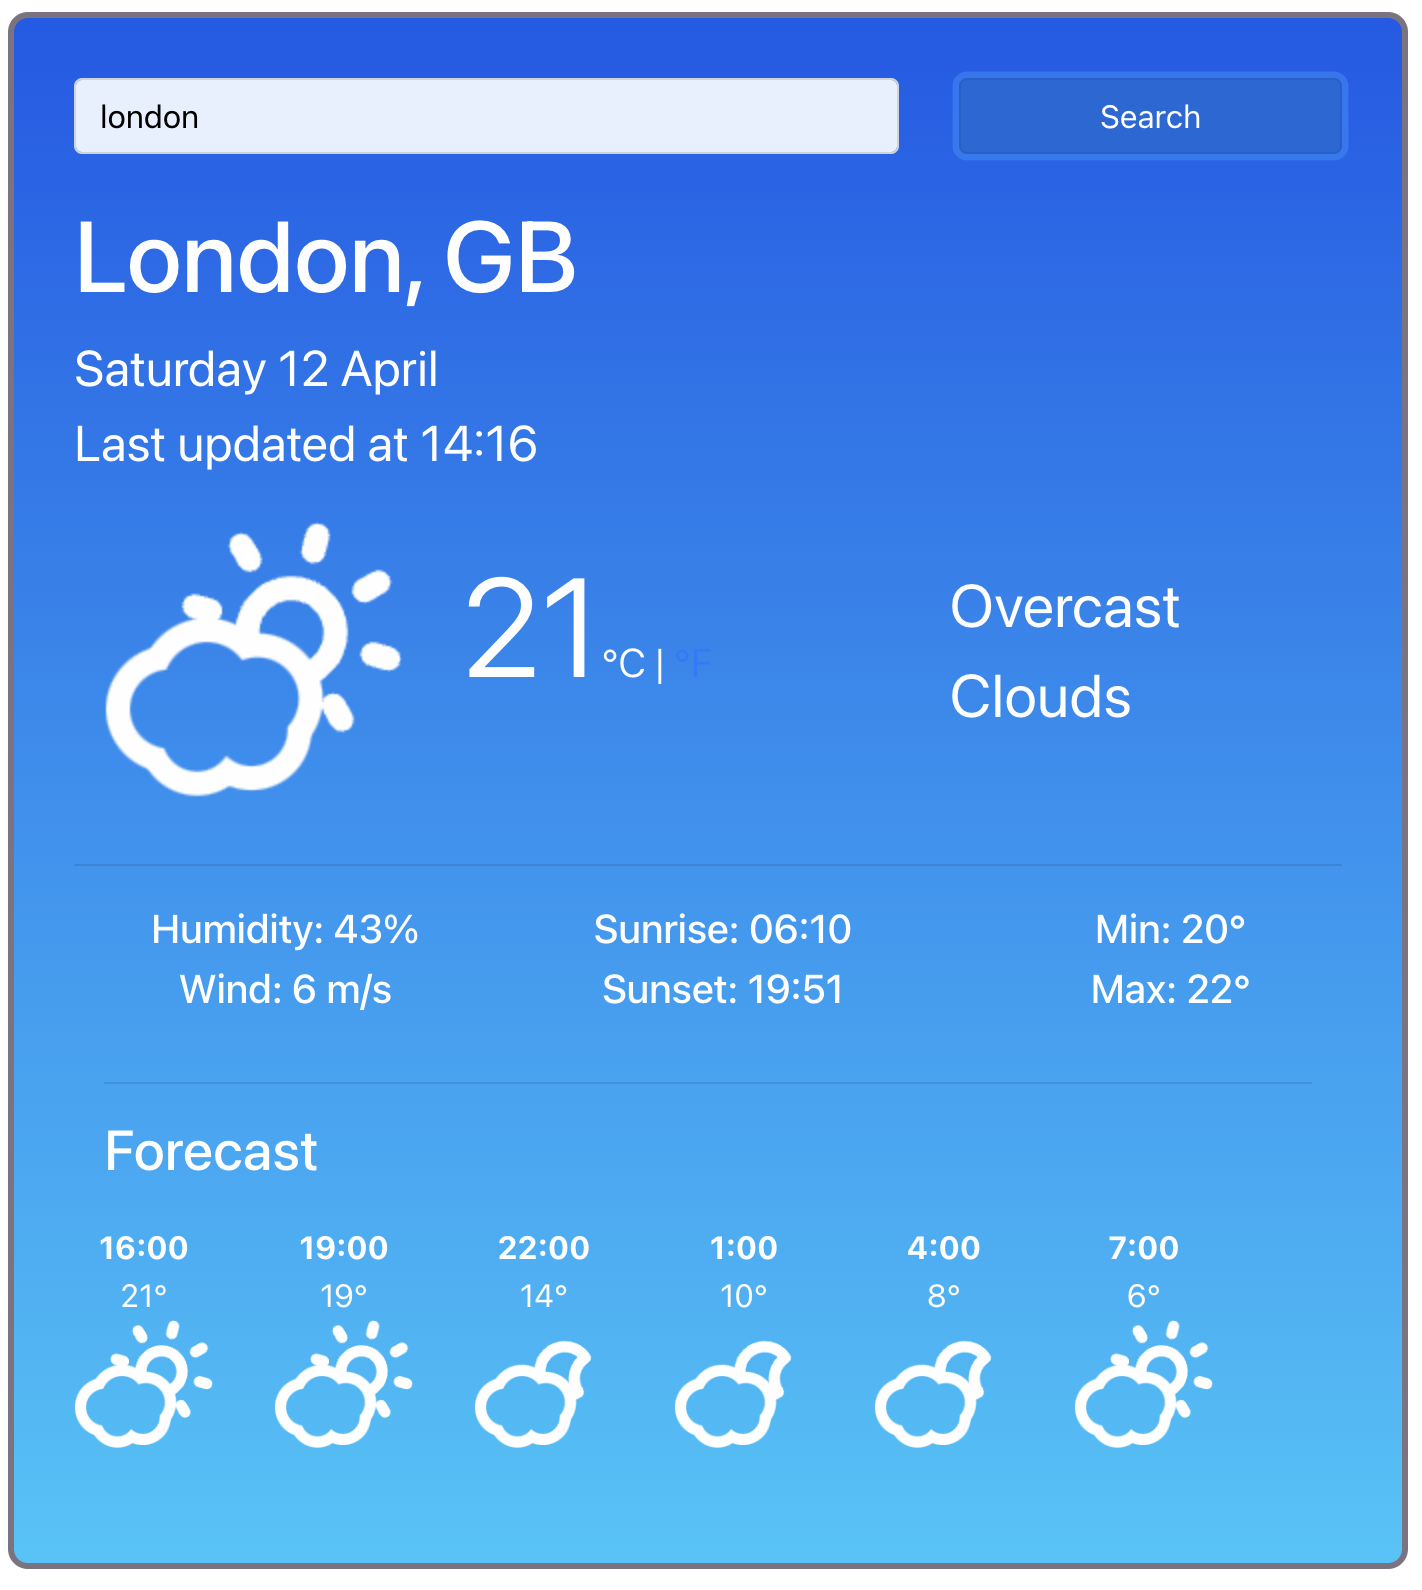 london
Search
London, GB
Saturday 12 April
Last updated at 14:16
21 °C | °F
Overcast
Clouds
Humidity: 43%
Wind: 6 m/s
Sunrise: 06:10
Sunset: 19:51
Min: 20°
Max: 22°
Forecast
16:00 19:00 22:00 1:00 4:00 7:00
21° 19° 14° 10° 8° 6°